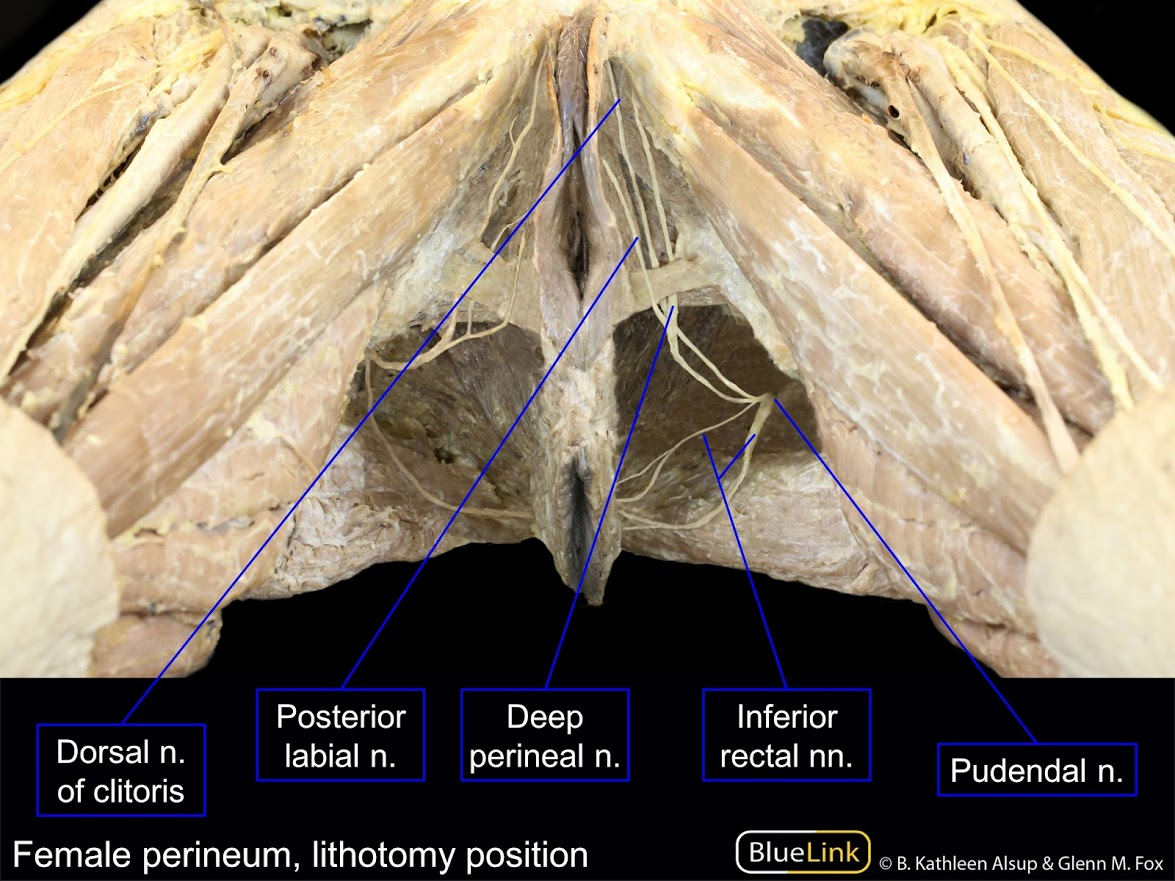 Dorsal n.
of clitoris
Posterior
labial n.
Deep
perineal n.
Inferior
rectal nn.
Pudendal n.
Female perineum, lithotomy position
BlueLink
© B. Kathleen Alsup & Glenn M. Fox